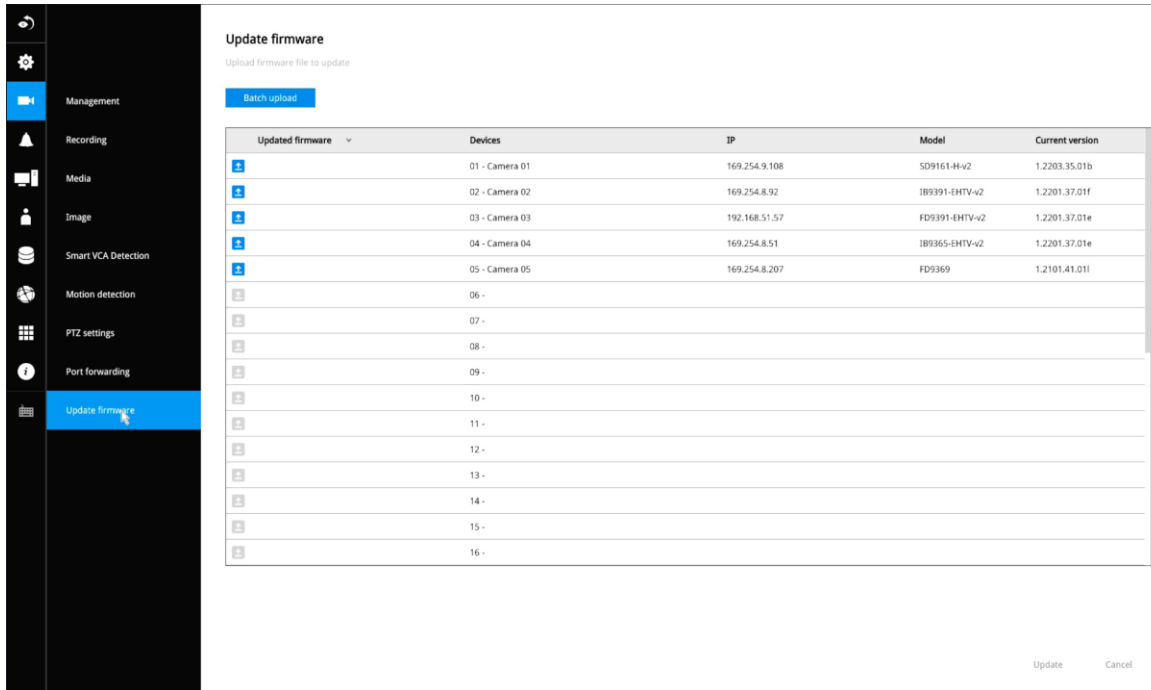 Update firmware
Upload firmware file to update
Batch upload
Management
Recording
Media
Image
Smart VCA Detection
Motion detection
PTZ settings
Port forwarding
Update firmware
Updated firmware Devices IP Model Current version
01 - Camera 01 169.254.9.108 SD9161-H-v2 1.2203.35.01b
02 - Camera 02 169.254.8.92 IB9391-EHTV-v2 1.2201.37.01f
03 - Camera 03 192.168.51.57 FD9391-EHTV-v2 1.2201.37.01e
04 - Camera 04 169.254.8.51 IB9365-EHTV-v2 1.2201.37.01e
05 - Camera 05 169.254.8.207 FD9369 1.2101.41.01l
06 -
07 -
08 -
09 -
10 -
11 -
12 -
13 -
14 -
15 -
16 -
Update Cancel